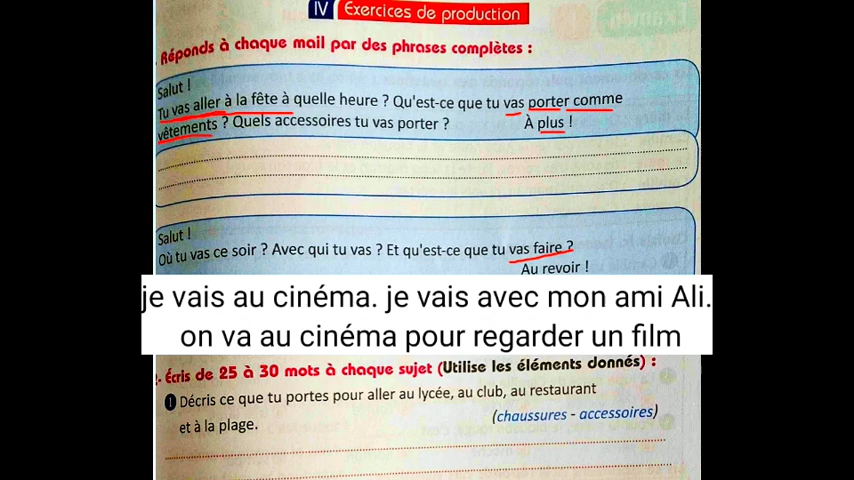 IV Exercices de production
Réponds à chaque mail par des phrases complètes :
Salut !
Tu vas aller à la fête à quelle heure ? Qu'est-ce que tu vas porter comme
vêtements ? Quels accessoires tu vas porter ? À plus !
Salut !
Où tu vas ce soir ? Avec qui tu vas ? Et qu'est-ce que tu vas faire ?
Au revoir !
je vais au cinéma. je vais avec mon ami Ali.
on va au cinéma pour regarder un film
2- Écris de 25 à 30 mots à chaque sujet (Utilise les éléments donnés) :
1 Décris ce que tu portes pour aller au lycée, au club, au restaurant
et à la plage. (chaussures - accessoires)